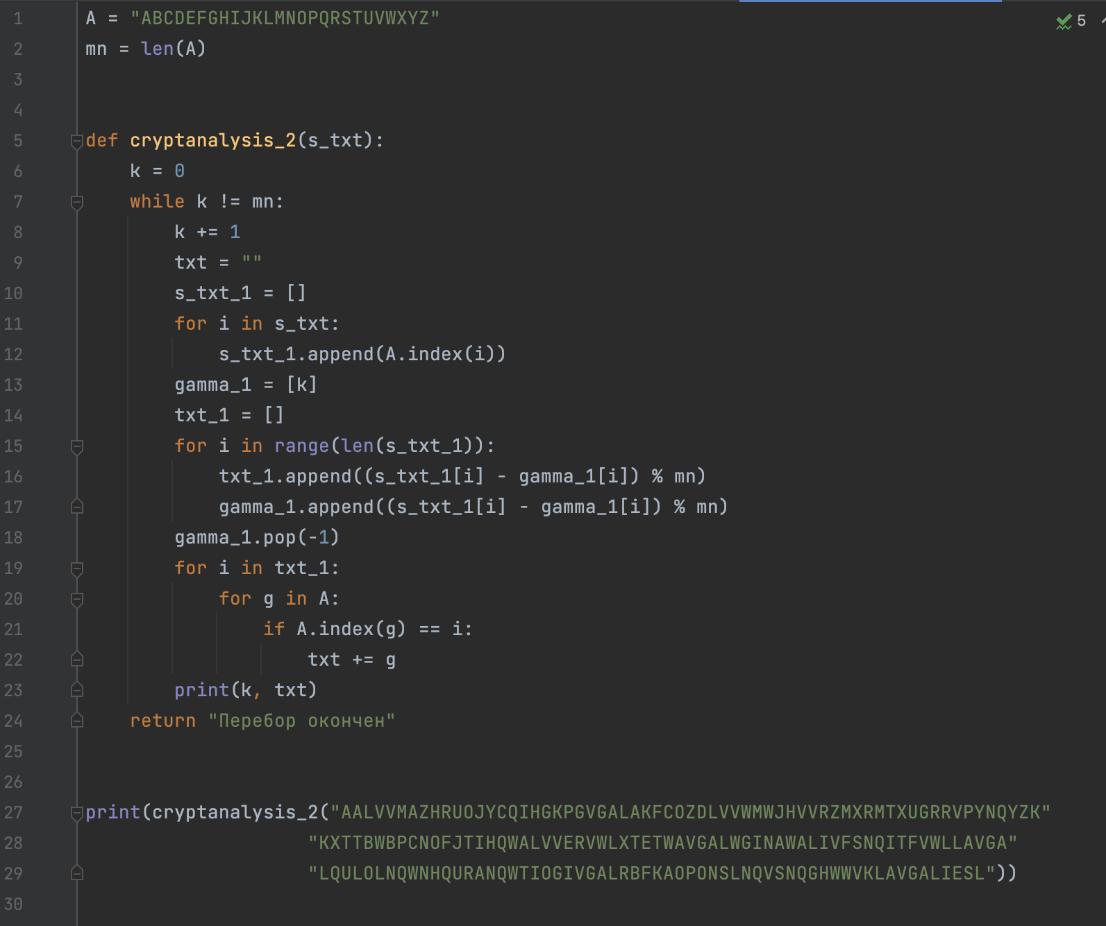 1 A = "ABCDEFGHIJKLMNOPQRSTUVWXYZ" 5
2 mn = len(A)
3
4
5 def cryptanalysis_2(s_txt):
6 k = 0
7 while k != mn:
8 k += 1
9 txt = ""
10 s_txt_1 = []
11 for i in s_txt:
12 s_txt_1.append(A.index(i))
13 gamma_1 = [k]
14 txt_1 = []
15 for i in range(len(s_txt_1)):
16 txt_1.append((s_txt_1[i] - gamma_1[i]) % mn)
17 gamma_1.append((s_txt_1[i] - gamma_1[i]) % mn)
18 gamma_1.pop(-1)
19 for i in txt_1:
20 for g in A:
21 if A.index(g) == i:
22 txt += g
23 print(k, txt)
24 return "Перебор окончен"
25
26
27 print(cryptanalysis_2("AALVVMAZHRUOJYCQIHGKPGVGALAKFCOZDLVVWMWJHVVRZMXRMTXUGRRVPYNQYZK"
28 "KXTTBWBPCNOFJTIHQWALVVERVWLXTETWAVGALWGINAWALIVFSNQITFVWLLAVGA"
29 "LQULOLNQWNHQURANQWTIOGIVGALRBFKAOPONSLNQVSNQGHWWVKLAVGALIESL"))
30